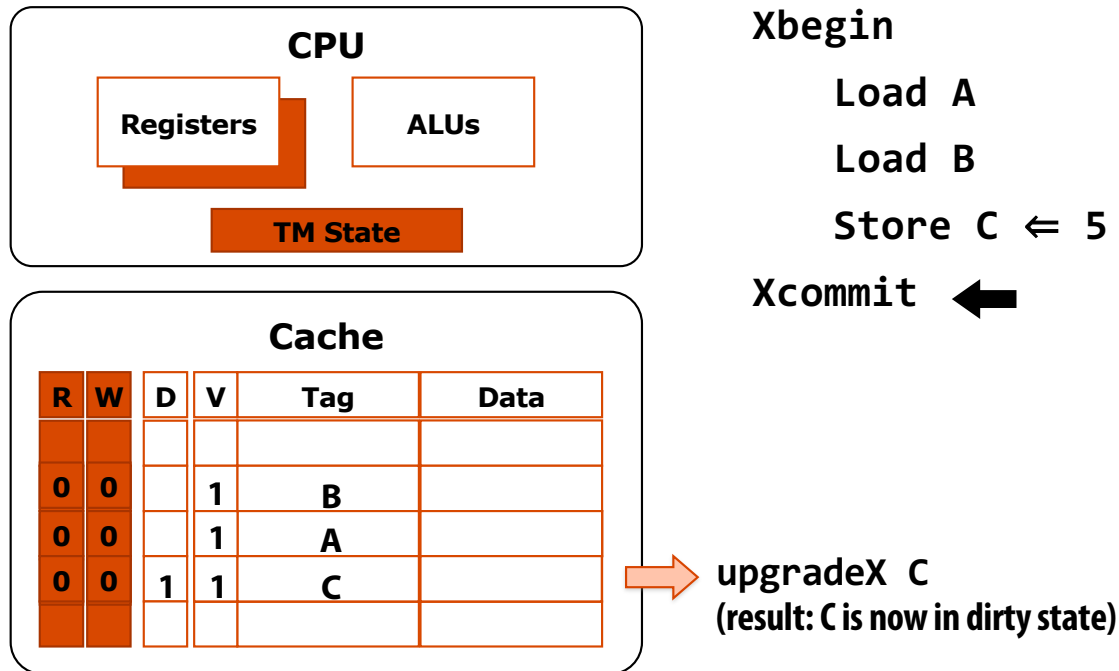 CPU
Registers
ALUs
TM State
Xbegin
Load A
Load B
Store C ⇐ 5
Xcommit
Cache
R W D V Tag Data
0 0 1 B
0 0 1 A
0 0 1 1 C
upgradeX C
(result: C is now in dirty state)